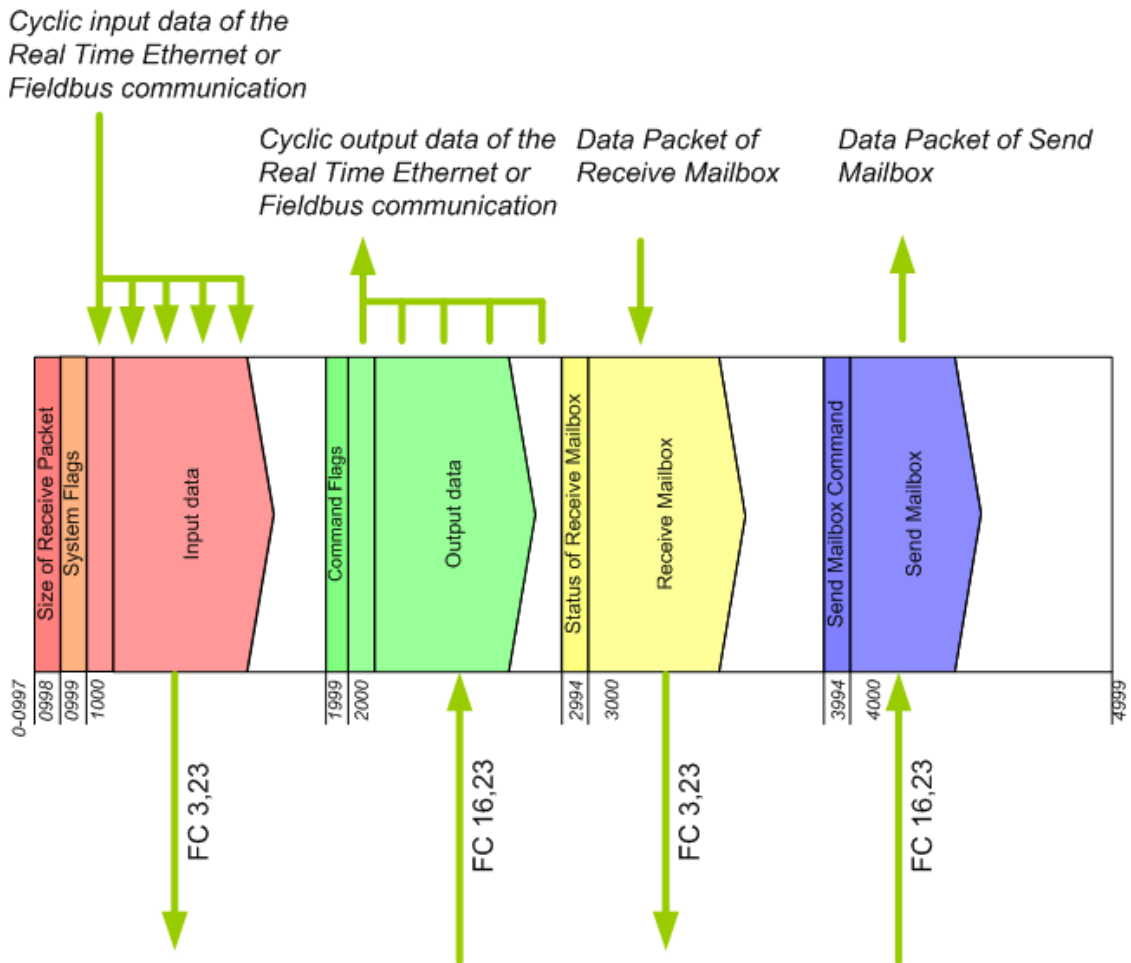 Cyclic input data of the
Real Time Ethernet or
Fieldbus communication
Cyclic output data of the
Real Time Ethernet or
Fieldbus communication
Data Packet of
Receive Mailbox
Data Packet of Send
Mailbox
Size of Receive Packet
System Flags
Input data
Command Flags
Output data
Status of Receive Mailbox
Receive Mailbox
Send Mailbox Command
Send Mailbox
0-0997
0998
0999
1000
1999
2000
2994
3000
3994
4000
4999
FC 3,23
FC 16,23
FC 3,23
FC 16,23